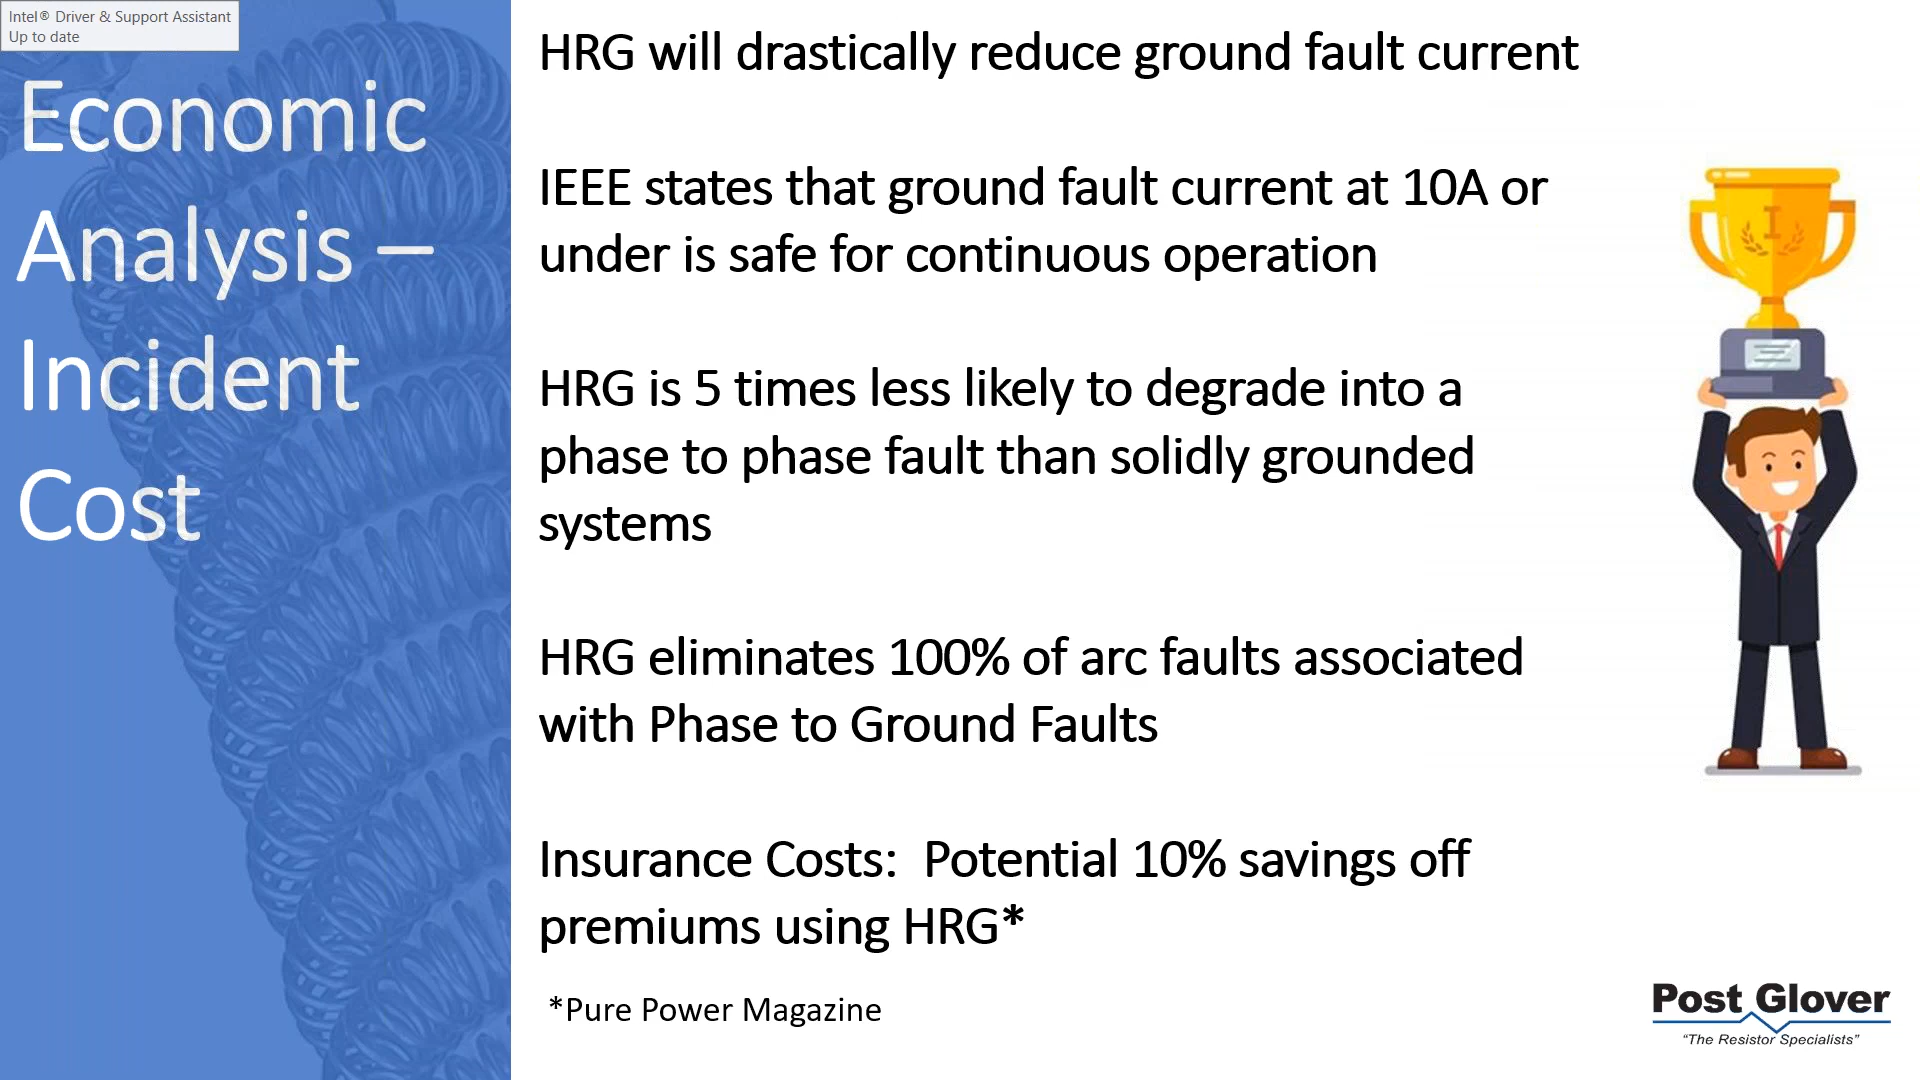 Intel® Driver & Support Assistant
Up to date
Economic
Analysis –
Incident
Cost
HRG will drastically reduce ground fault current
IEEE states that ground fault current at 10A or
under is safe for continuous operation
HRG is 5 times less likely to degrade into a
phase to phase fault than solidly grounded
systems
HRG eliminates 100% of arc faults associated
with Phase to Ground Faults
Insurance Costs:  Potential 10% savings off
premiums using HRG*
*Pure Power Magazine
1
Post Glover
“The Resistor Specialists”